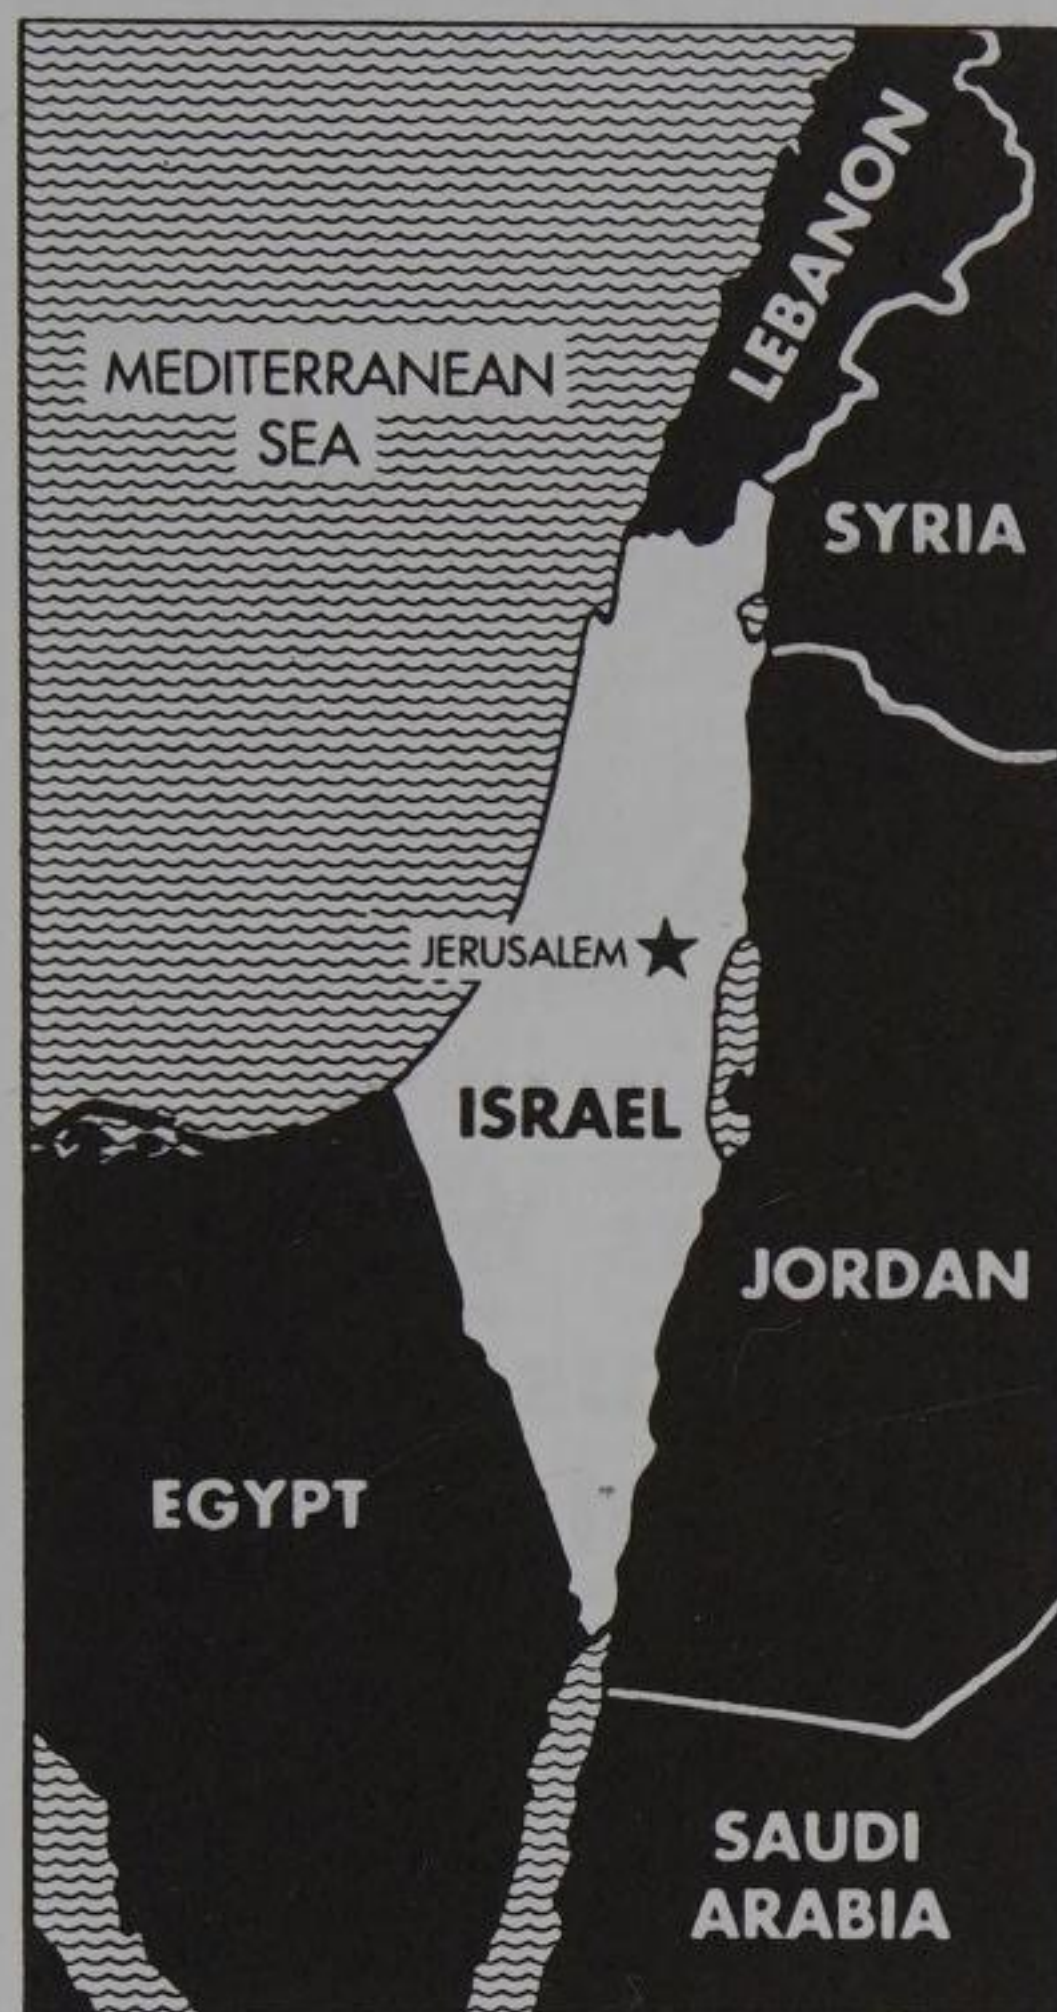 LEBANON
MEDITERRANEAN
SEA
SYRIA
JERUSALEM
ISRAEL
JORDAN
EGYPT
SAUDI
ARABIA